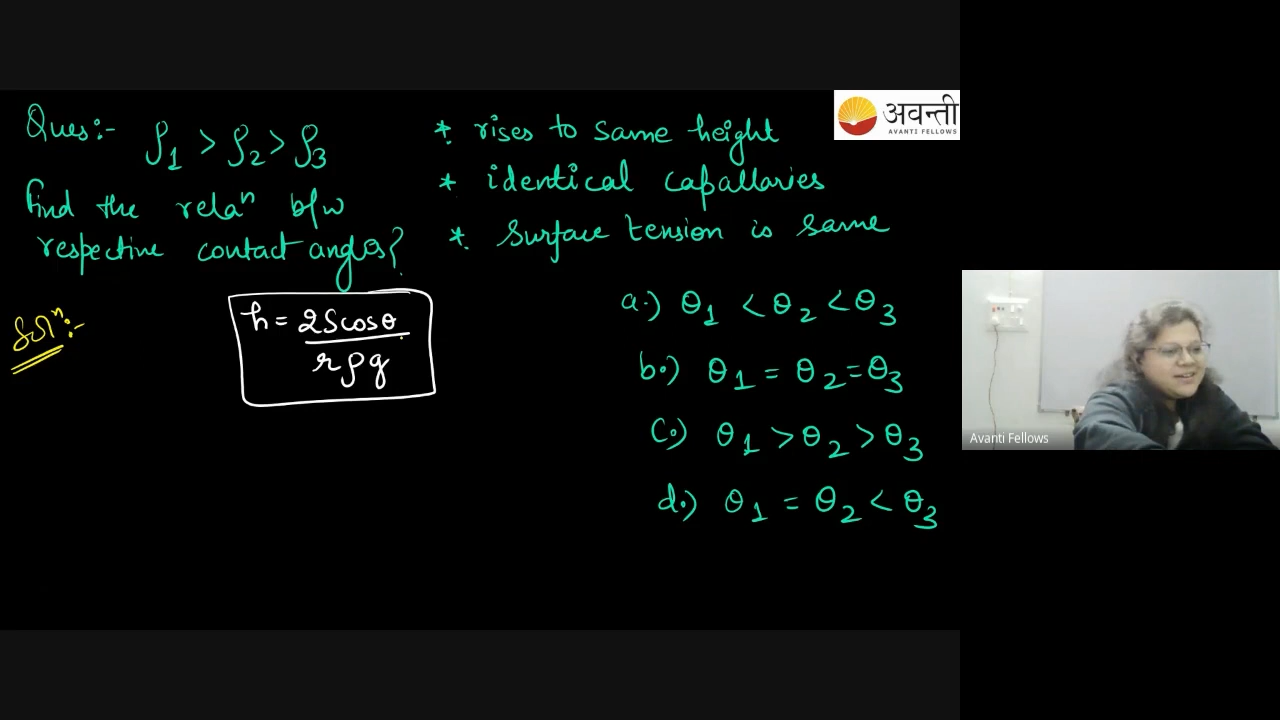 Ques:- ρ1 > ρ2 > ρ3
Find the relaⁿ b/w
respective contact angles?
* rises to same height
* identical capallaries
* surface tension is same
अवन्ती
AVANTI FELLOWS
Solⁿ:-
h = 2Scosθ / rρg
a.) θ1 < θ2 < θ3
b.) θ1 = θ2 = θ3
c.) θ1 > θ2 > θ3
d.) θ1 = θ2 < θ3
Avanti Fellows